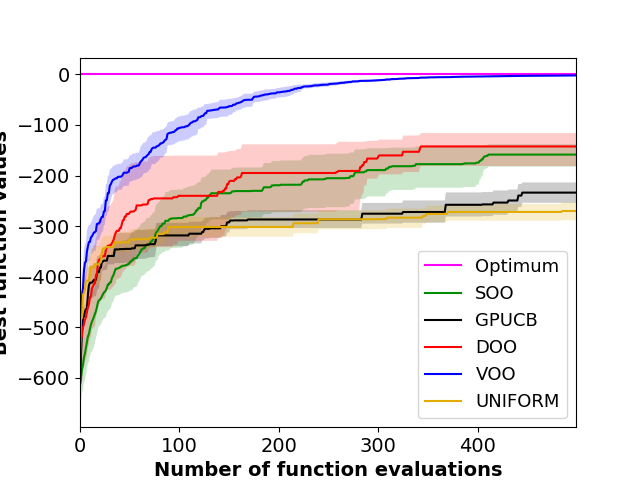 0
−100
−200
−300
−400
−500
−600
0
100
200
300
400
Number of function evaluations
Best function values
Optimum
SOO
GPUCB
DOO
VOO
UNIFORM